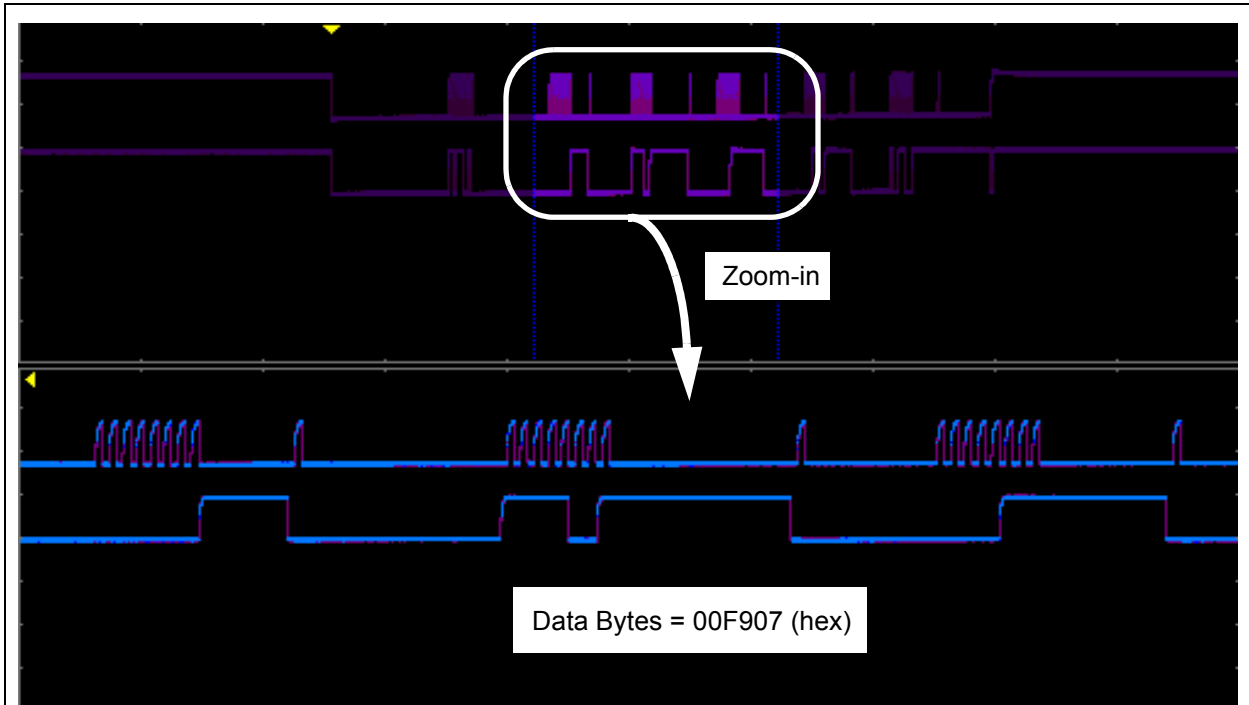 Zoom-in
Data Bytes = 00F907 (hex)